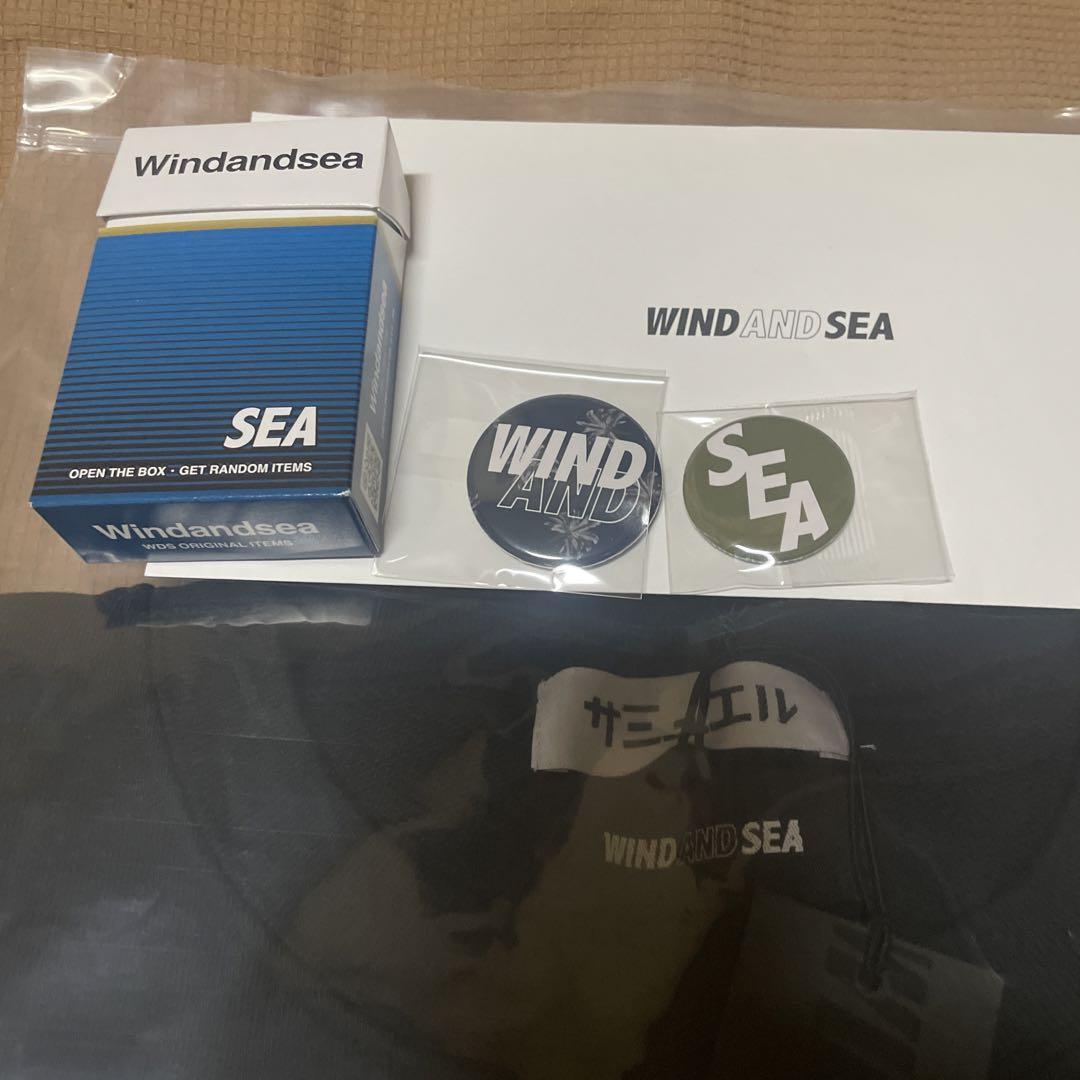 Windandsea
SEA
OPEN THE BOX · GET RANDOM ITEMS
Windandsea
WDS ORIGINAL ITEMS
Windandsea
WIND AND SEA
WIND
AND
SEA
サミュエル
WIND AND SEA